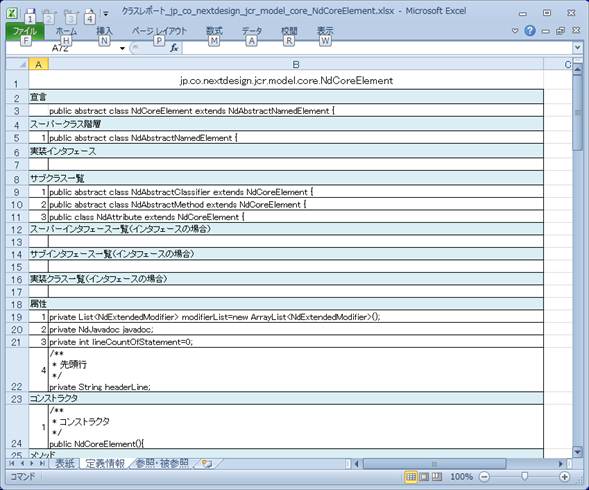 クラスレポート_jp_co_nextdesign_jcr_model_core_NdCoreElement.xlsx - Microsoft Excel
1 2 3 4
ファイル ホーム 挿入 ページ レイアウト 数式 データ 校閲 表示
F H N P M A R W
A72 fx
A B C
1 jp.co.nextdesign.jcr.model.core.NdCoreElement
2 宣言
3 public abstract class NdCoreElement extends NdAbstractNamedElement {
4 スーパークラス階層
5 1 public abstract class NdAbstractNamedElement {
6 実装インタフェース
7
8 サブクラス一覧
9 1 public abstract class NdAbstractClassifier extends NdCoreElement {
10 2 public abstract class NdAbstractMethod extends NdCoreElement {
11 3 public class NdAttribute extends NdCoreElement {
12 スーパーインタフェース一覧(インタフェースの場合)
13
14 サブインタフェース一覧(インタフェースの場合)
15
16 実装クラス一覧(インタフェースの場合)
17
18 属性
19 1 private List<NdExtendedModifier> modifierList=new ArrayList<NdExtendedModifier>();
20 2 private NdJavadoc javadoc;
21 3 private int lineCountOfStatement=0;
/**
4 * 先頭行
*/
22 private String headerLine;
23 コンストラクタ
/**
1 * コンストラクタ
*/
24 public NdCoreElement(){
25 メソッド
表紙 定義情報 参照・被参照
コマンド 100%